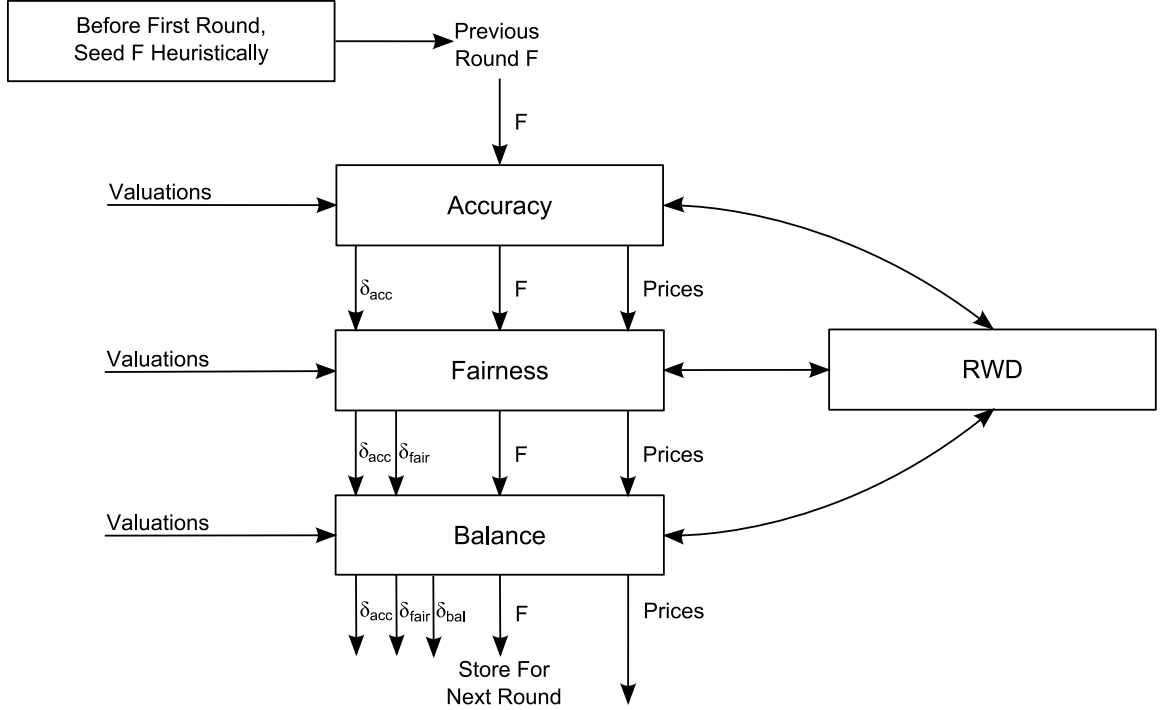 Before First Round,
Seed F Heuristically
Previous
Round F
F
Valuations
Accuracy
δacc
F
Prices
Valuations
Fairness
RWD
δacc
δfair
F
Prices
Valuations
Balance
δacc
δfair
δbal
F
Prices
Store For
Next Round